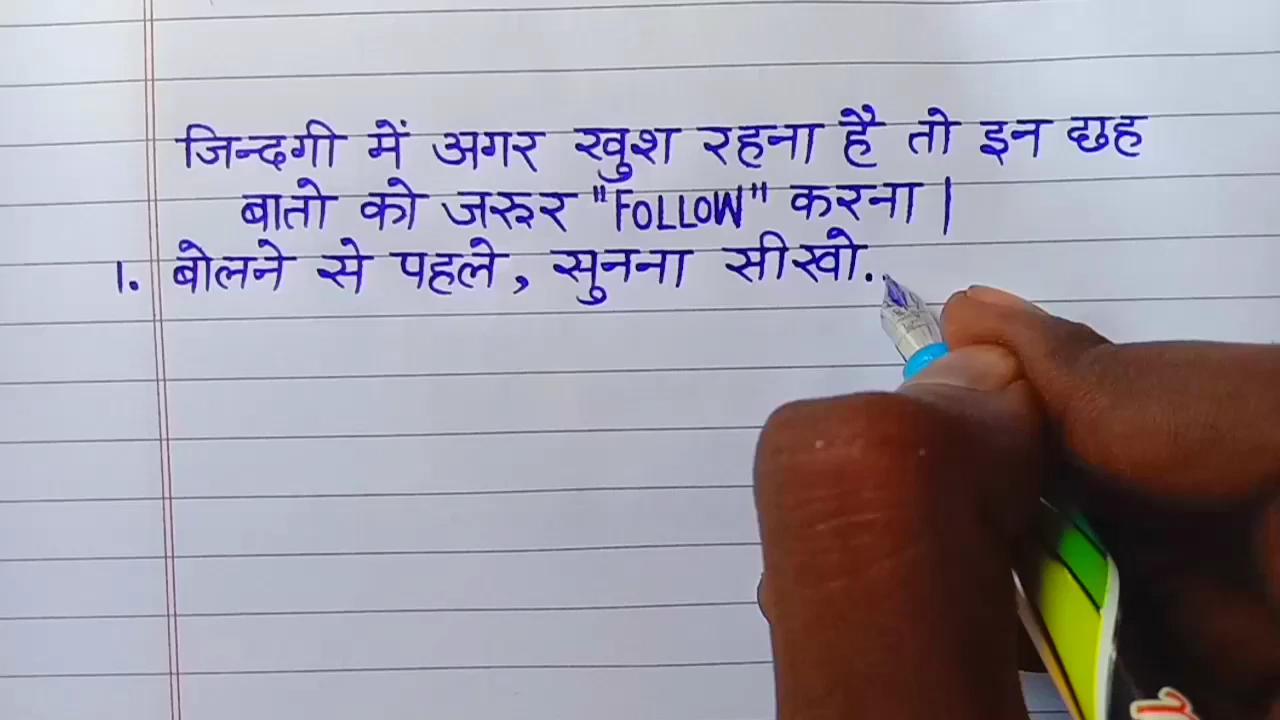 जिन्दगी में अगर खुश रहना है तो इन छह
बातो को जरुर "FOLLOW" करना |
1. बोलने से पहले, सुनना सीखो..